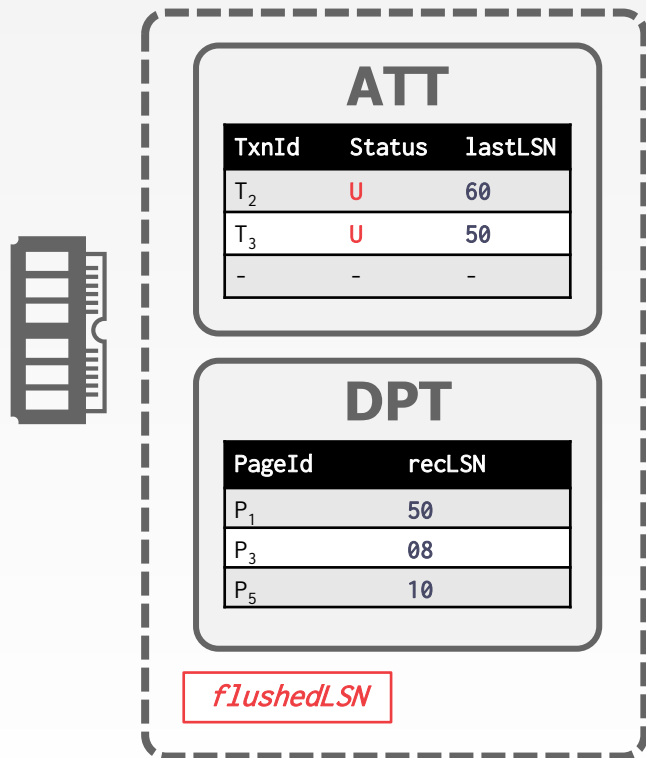 ATT
TxnId Status lastLSN
T₂ U 60
T₃ U 50
- - -
DPT
PageId recLSN
P₁ 50
P₃ 08
P₅ 10
flushedLSN